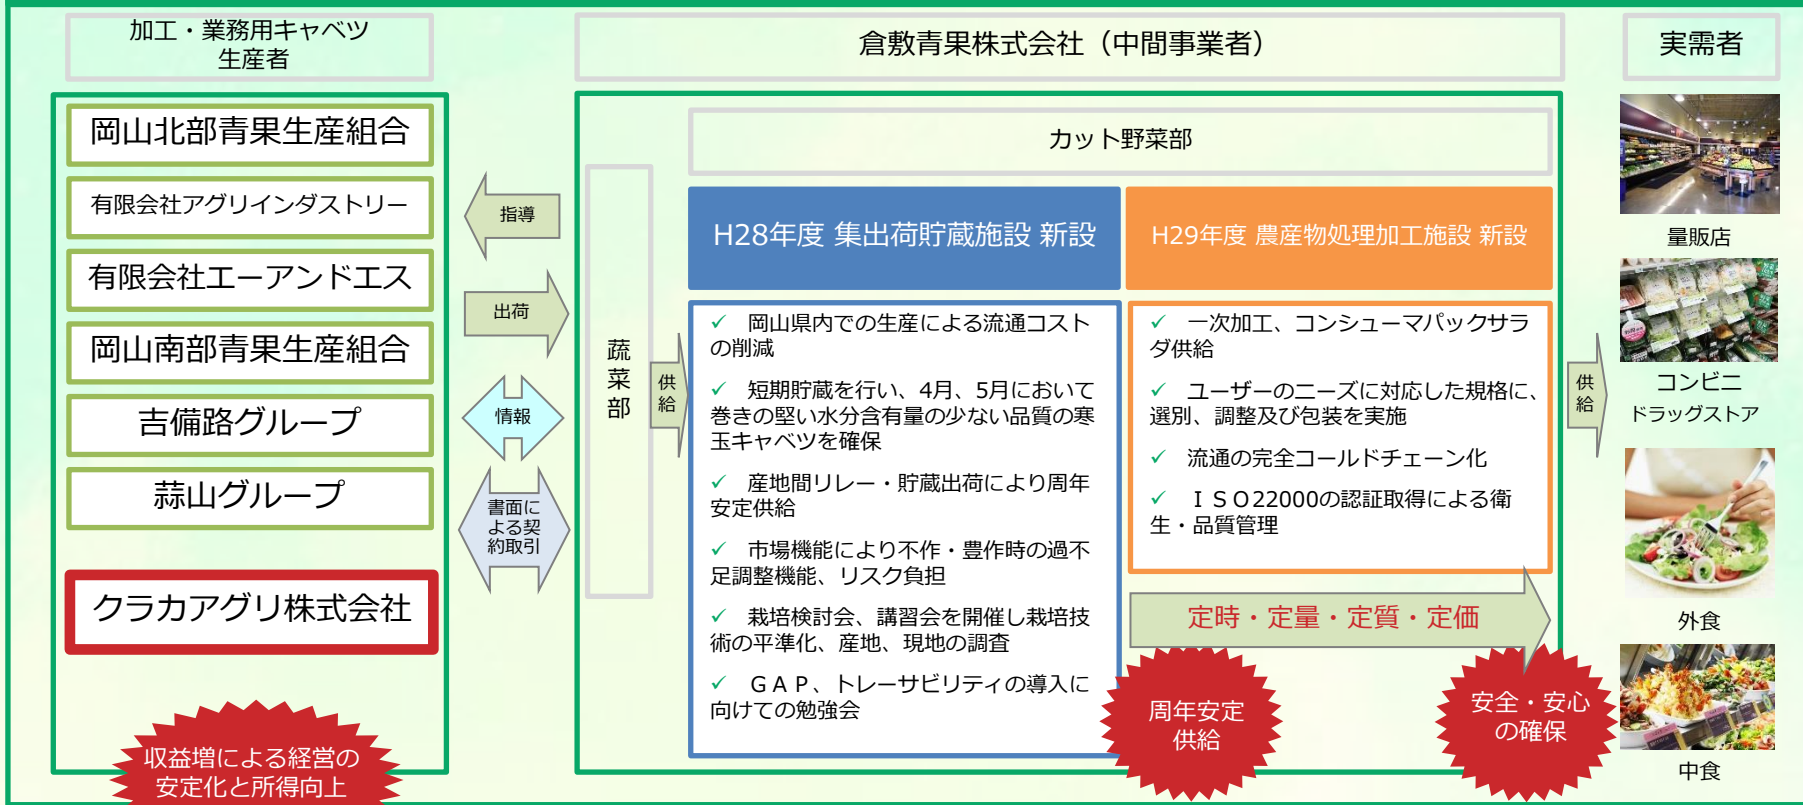 加工・業務用キャベツ
生産者
岡山北部青果生産組合
有限会社アグリインダストリー
有限会社エーアンドエス
岡山南部青果生産組合
吉備路グループ
蒜山グループ
クラカアグリ株式会社
収益増による経営の
安定化と所得向上
指導
出荷
情報
書面に
よる契
約取引
倉敷青果株式会社（中間事業者）
蔬菜部
供給
カット野菜部
H28年度 集出荷貯蔵施設 新設
✓ 岡山県内での生産による流通コスト
の削減
✓ 短期貯蔵を行い、4月、5月において
巻きの堅い水分含有量の少ない品質の寒
玉キャベツを確保
✓ 産地間リレー・貯蔵出荷により周年
安定供給
✓ 市場機能により不作・豊作時の過不
足調整機能、リスク負担
✓ 栽培検討会、講習会を開催し栽培技
術の平準化、産地、現地の調査
✓ ＧＡＰ、トレーサビリティの導入に
向けての勉強会
H29年度 農産物処理加工施設 新設
✓ 一次加工、コンシューマパックサラ
ダ供給
✓ ユーザーのニーズに対応した規格に、
選別、調整及び包装を実施
✓ 流通の完全コールドチェーン化
✓ ＩＳＯ22000の認証取得による衛
生・品質管理
定時・定量・定質・定価
周年安定
供給
安全・安心
の確保
供給
実需者
量販店
コンビニ
ドラッグストア
外食
中食